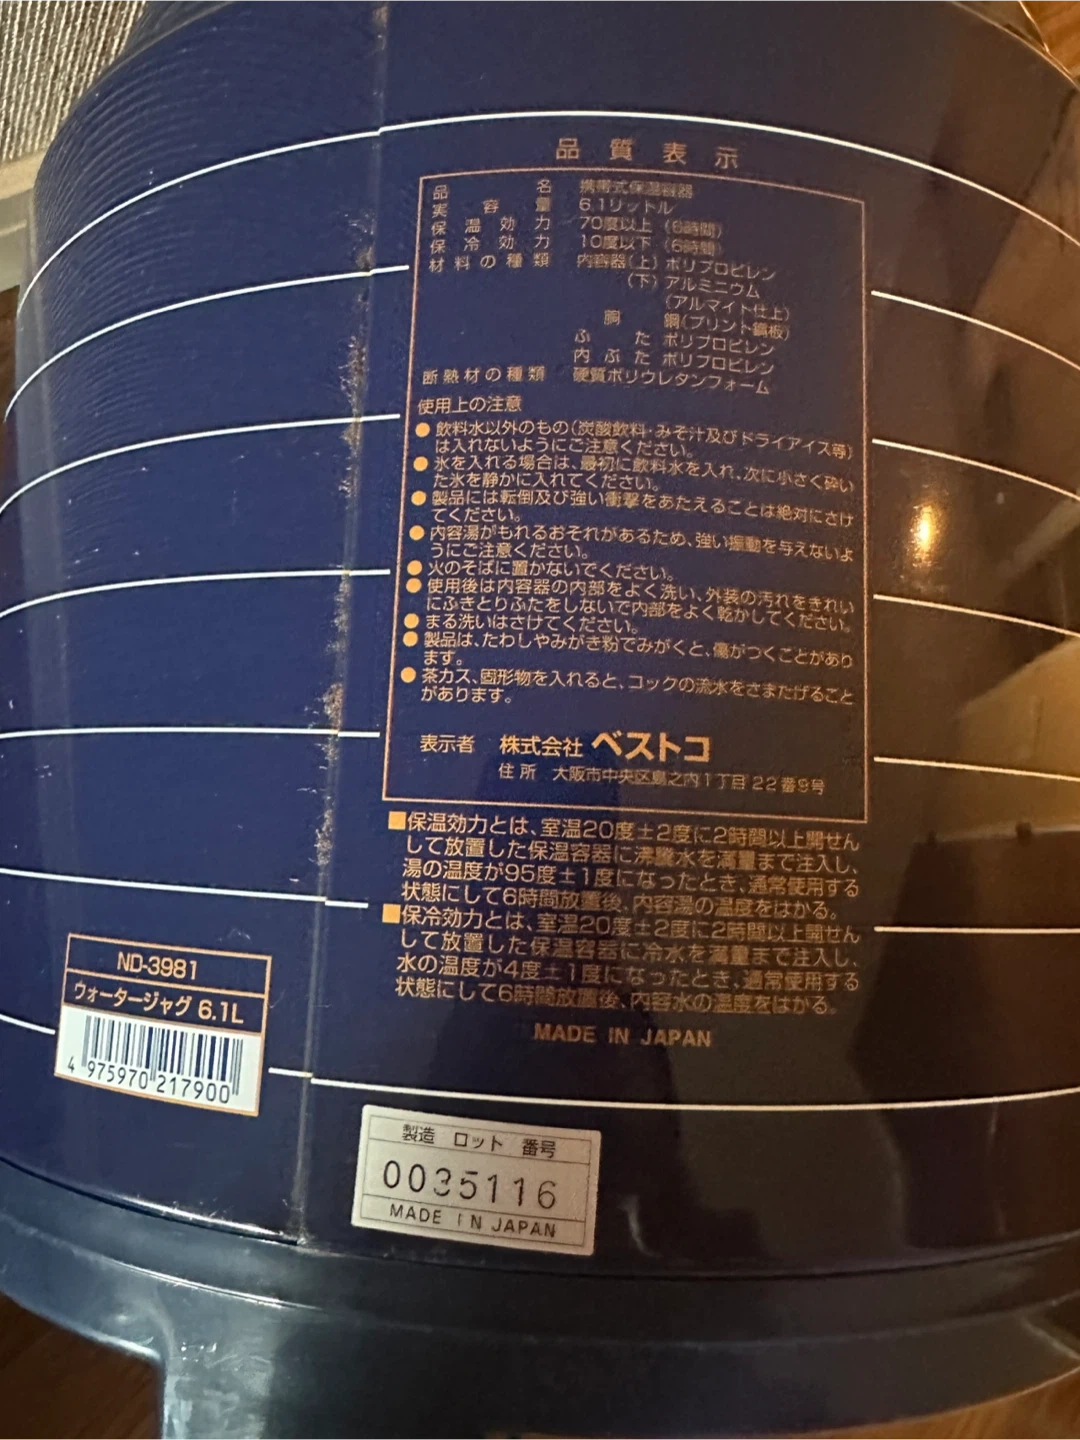 品質表示
品名 携帯式保温容器
実容量 6.1リットル
保温効力 70度以上(6時間)
保冷効力 10度以下(6時間)
材料の種類 内容器(上) ポリプロピレン
(下) アルミニウム
(アルマイト仕上)
胴 鋼(プリント鋼板)
ふた ポリプロピレン
内ぶた ポリプロピレン
断熱材の種類 硬質ポリウレタンフォーム
使用上の注意
●飲料水以外のもの(炭酸飲料・みそ汁及びドライアイス等)
は入れないようにご注意ください。
●氷を入れる場合は、最初に飲料水を入れ、次に小さく砕い
た氷を静かに入れてください。
●製品には転倒及び強い衝撃をあたえることは絶対にさけ
てください。
●内容湯がもれるおそれがあるため、強い振動を与えないよ
うにご注意ください。
●火のそばに置かないでください。
●使用後は内容器の内部をよく洗い、外装の汚れをきれい
にふきとりふたをしないで内部をよく乾かしてください。
●まる洗いはさけてください。
●製品は、たわしやみがき粉でみがくと、傷がつくことがあり
ます。
●茶カス、固形物を入れると、コックの流水をさまたげること
があります。
表示者 株式会社 ベストコ
住所 大阪市中央区島之内1丁目22番9号
■保温効力とは、室温20度±2度に2時間以上開せん
して放置した保温容器に沸騰水を満量まで注入し、
湯の温度が95度±1度になったとき、通常使用する
状態にして6時間放置後、内容湯の温度をはかる。
■保冷効力とは、室温20度±2度に2時間以上開せん
して放置した保温容器に冷水を満量まで注入し、
水の温度が4度±1度になったとき、通常使用する
状態にして6時間放置後、内容水の温度をはかる。
MADE IN JAPAN
ND-3981
ウォータージャグ 6.1L
4 975970 217900
製造 ロット 番号
0035116
MADE IN JAPAN